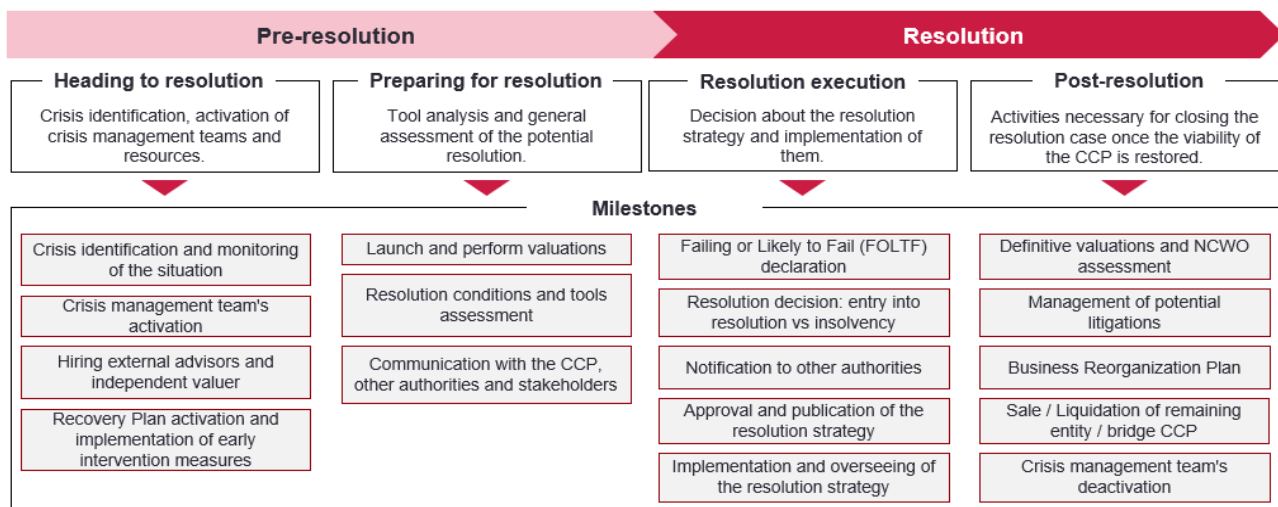 Pre-resolution
Resolution
Heading to resolution
Crisis identification, activation of
crisis management teams and
resources.
Preparing for resolution
Tool analysis and general
assessment of the potential
resolution.
Resolution execution
Decision about the resolution
strategy and implementation of
them.
Post-resolution
Activities necessary for closing the
resolution case once the viability of
the CCP is restored.
Milestones
Crisis identification and monitoring
of the situation
Crisis management team's
activation
Hiring external advisors and
independent valuer
Recovery Plan activation and
implementation of early
intervention measures
Launch and perform valuations
Resolution conditions and tools
assessment
Communication with the CCP,
other authorities and stakeholders
Failing or Likely to Fail (FOLTF)
declaration
Resolution decision: entry into
resolution vs insolvency
Notification to other authorities
Approval and publication of the
resolution strategy
Implementation and overseeing of
the resolution strategy
Definitive valuations and NCWO
assessment
Management of potential
litigations
Business Reorganization Plan
Sale / Liquidation of remaining
entity / bridge CCP
Crisis management team's
deactivation